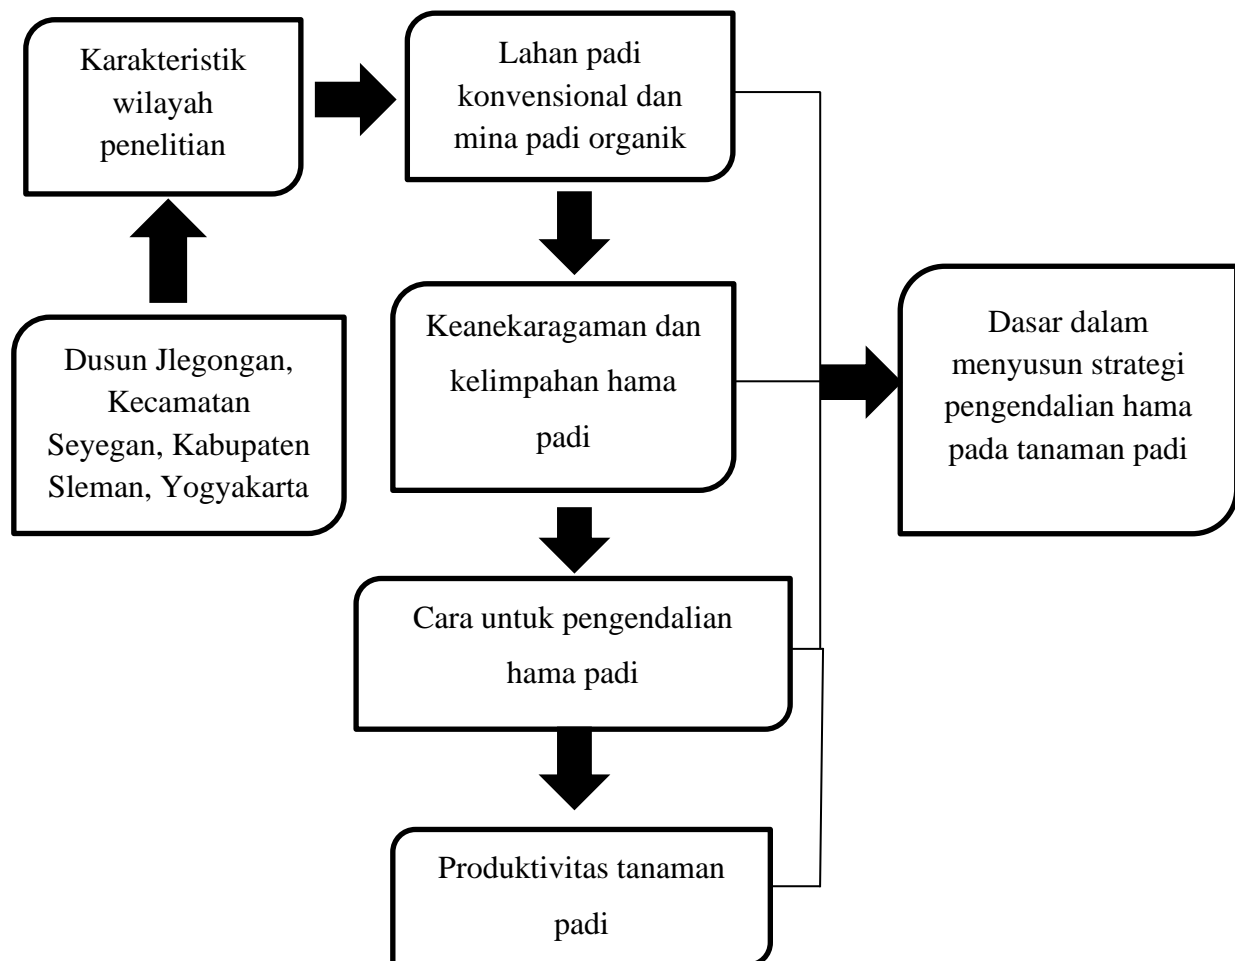 Karakteristik
wilayah
penelitian
Lahan padi
konvensional dan
mina padi organik
Dusun Jlegongan,
Kecamatan
Seyegan, Kabupaten
Sleman, Yogyakarta
Keanekaragaman dan
kelimpahan hama
padi
Dasar dalam
menyusun strategi
pengendalian hama
pada tanaman padi
Cara untuk pengendalian
hama padi
Produktivitas tanaman
padi